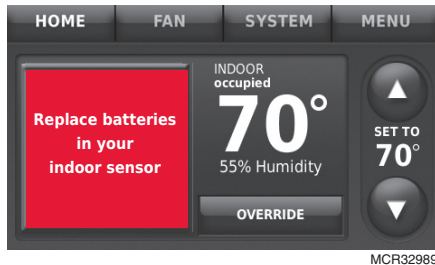 HOME FAN SYSTEM MENU
Replace batteries
in your
indoor sensor
INDOOR
occupied
70°
55% Humidity
OVERRIDE
SET TO
70°
MCR32989